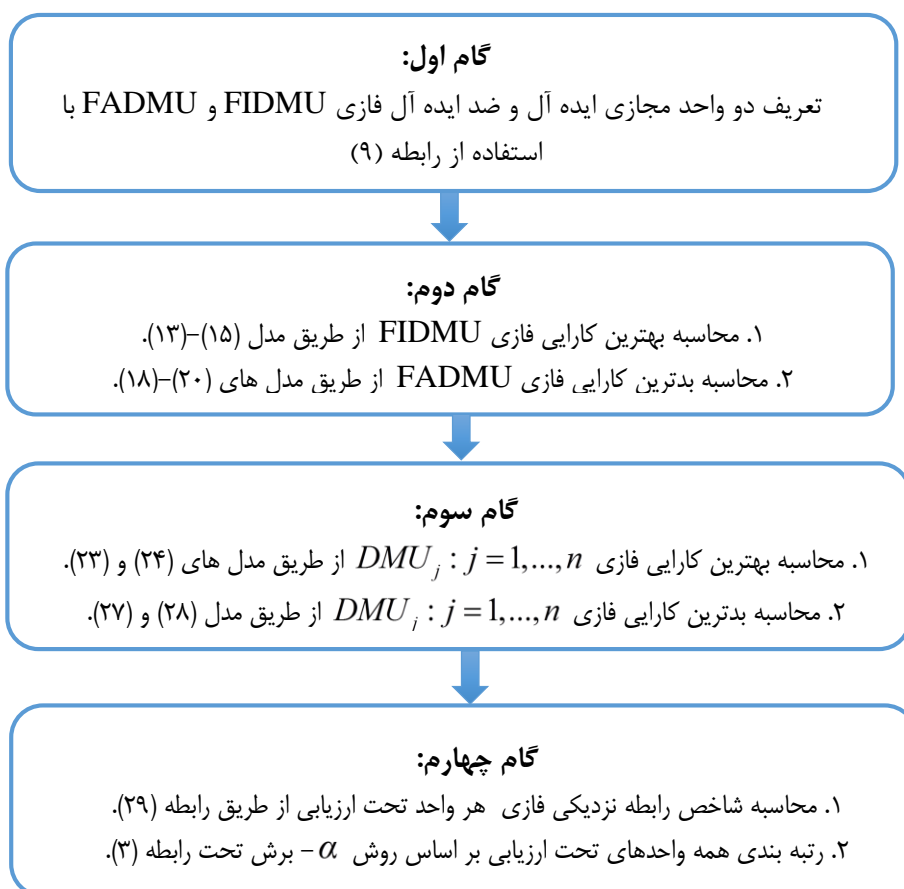 گام اول:
تعریف دو واحد مجازی ایده آل و ضد ایده آل فازی FIDMU و FADMU با
استفاده از رابطه (۹)
گام دوم:
۱. محاسبه بهترین کارایی فازی FIDMU از طریق مدل (۱۵)-(۱۳).
۲. محاسبه بدترین کارایی فازی FADMU از طریق مدل های (۲۰)-(۱۸).
گام سوم:
۱. محاسبه بهترین کارایی فازی DMU_j : j = 1,...,n از طریق مدل های (۲۴) و (۲۳).
۲. محاسبه بدترین کارایی فازی DMU_j : j = 1,...,n از طریق مدل (۲۸) و (۲۷).
گام چهارم:
۱. محاسبه شاخص رابطه نزدیکی فازی هر واحد تحت ارزیابی از طریق رابطه (۲۹).
۲. رتبه بندی همه واحدهای تحت ارزیابی بر اساس روش α - برش تحت رابطه (۳).